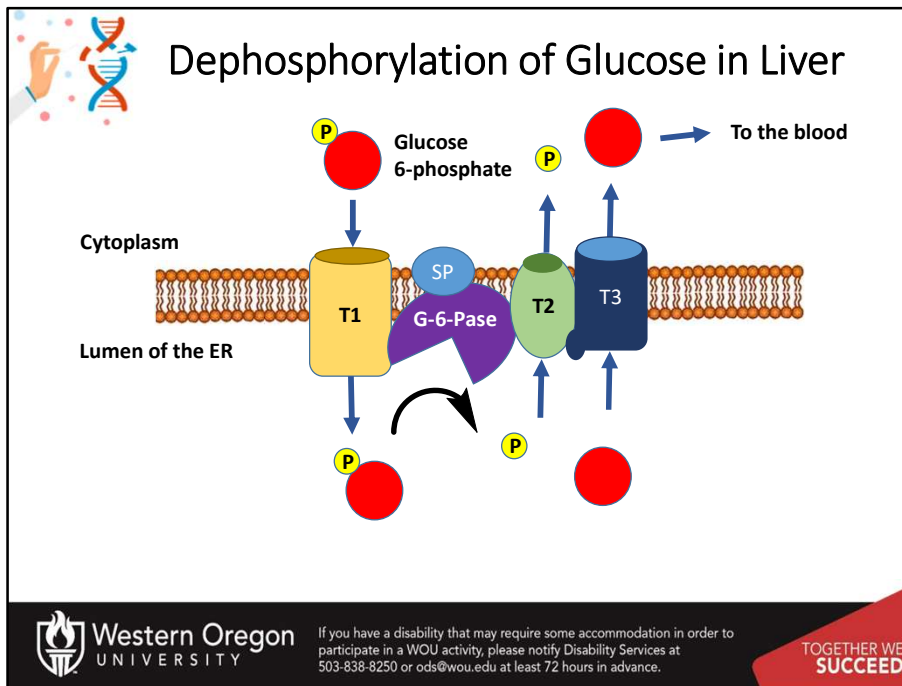 Dephosphorylation of Glucose in Liver
P
Glucose
6-phosphate
P
To the blood
Cytoplasm
SP
T1
G-6-Pase
T2
T3
Lumen of the ER
P
P
Western Oregon
UNIVERSITY
If you have a disability that may require some accommodation in order to
participate in a WOU activity, please notify Disability Services at
503-838-8250 or ods@wou.edu at least 72 hours in advance.
TOGETHER WE
SUCCEED